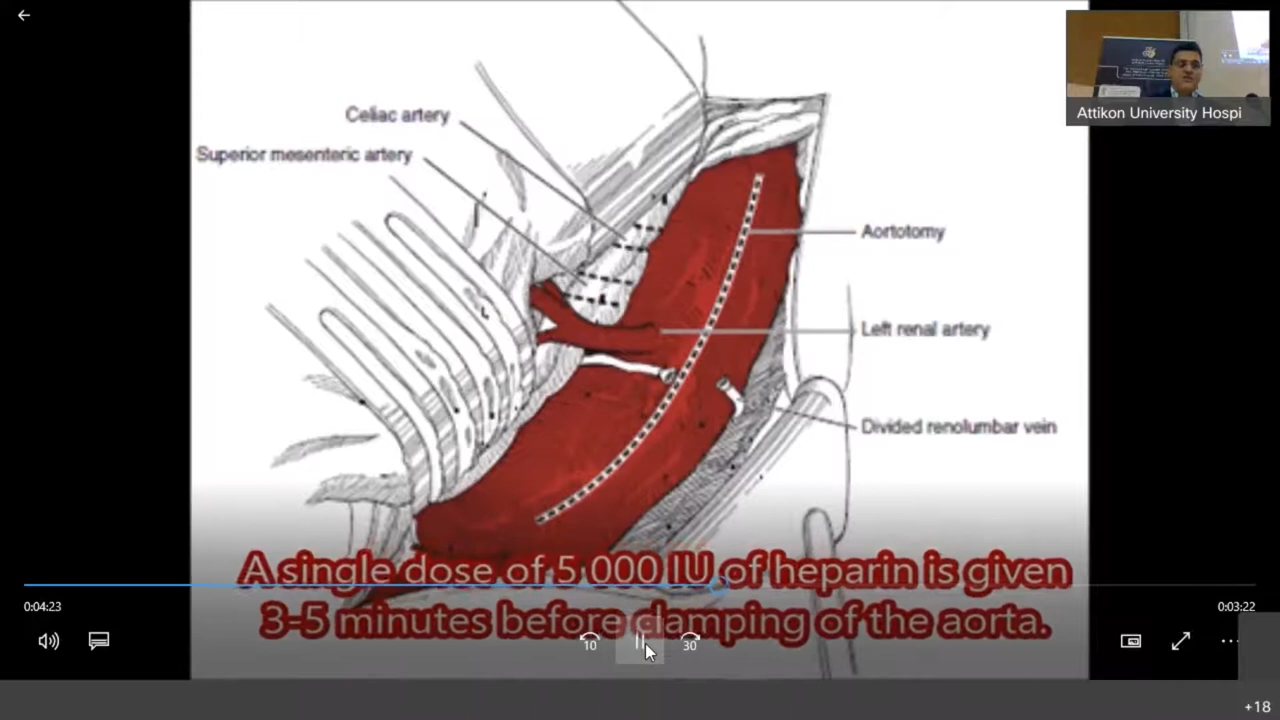 Attikon University Hospi
Celiac artery
Superior mesenteric artery
Aortotomy
Left renal artery
Divided renolumbar vein
A single dose of 5 000 IU of heparin is given
3-5 minutes before clamping of the aorta.
0:04:23
0:03:22
10
30
+18